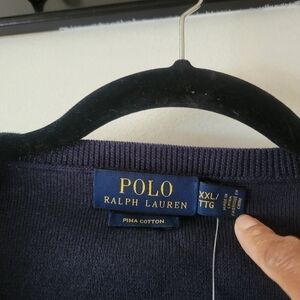 POLO
RALPH LAUREN
PIMA COTTON
XXL/
TTG